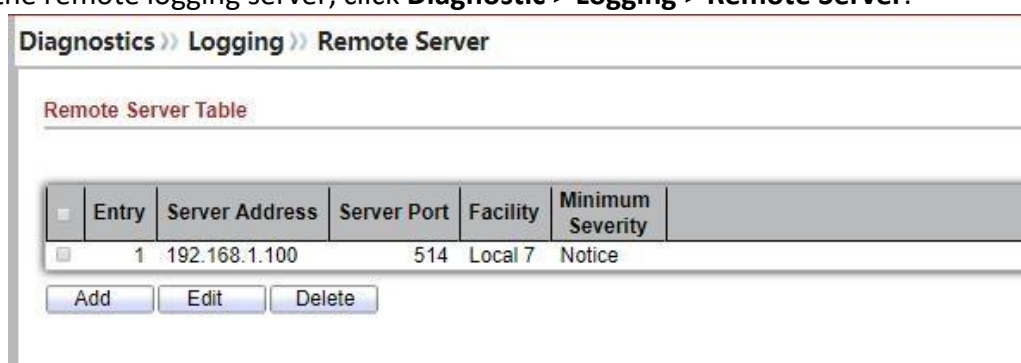 the remote logging server, click Diagnostic > Logging > Remote Server.
Diagnostics » Logging » Remote Server
Remote Server Table
Entry Server Address Server Port Facility Minimum Severity
1 192.168.1.100 514 Local 7 Notice
Add Edit Delete